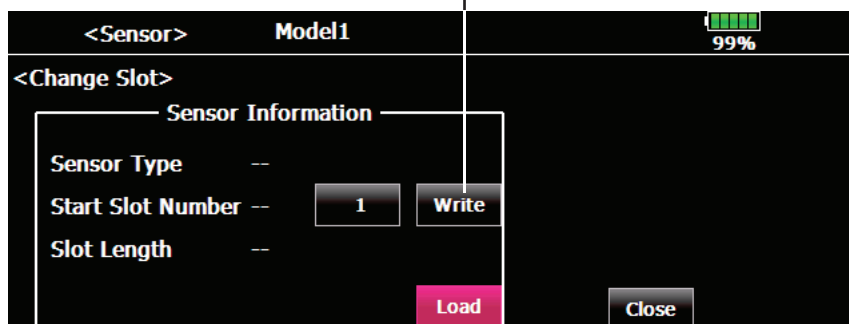 <Sensor> Model1 99%
<Change Slot>
Sensor Information
Sensor Type --
Start Slot Number -- 1 Write
Slot Length --
Load Close